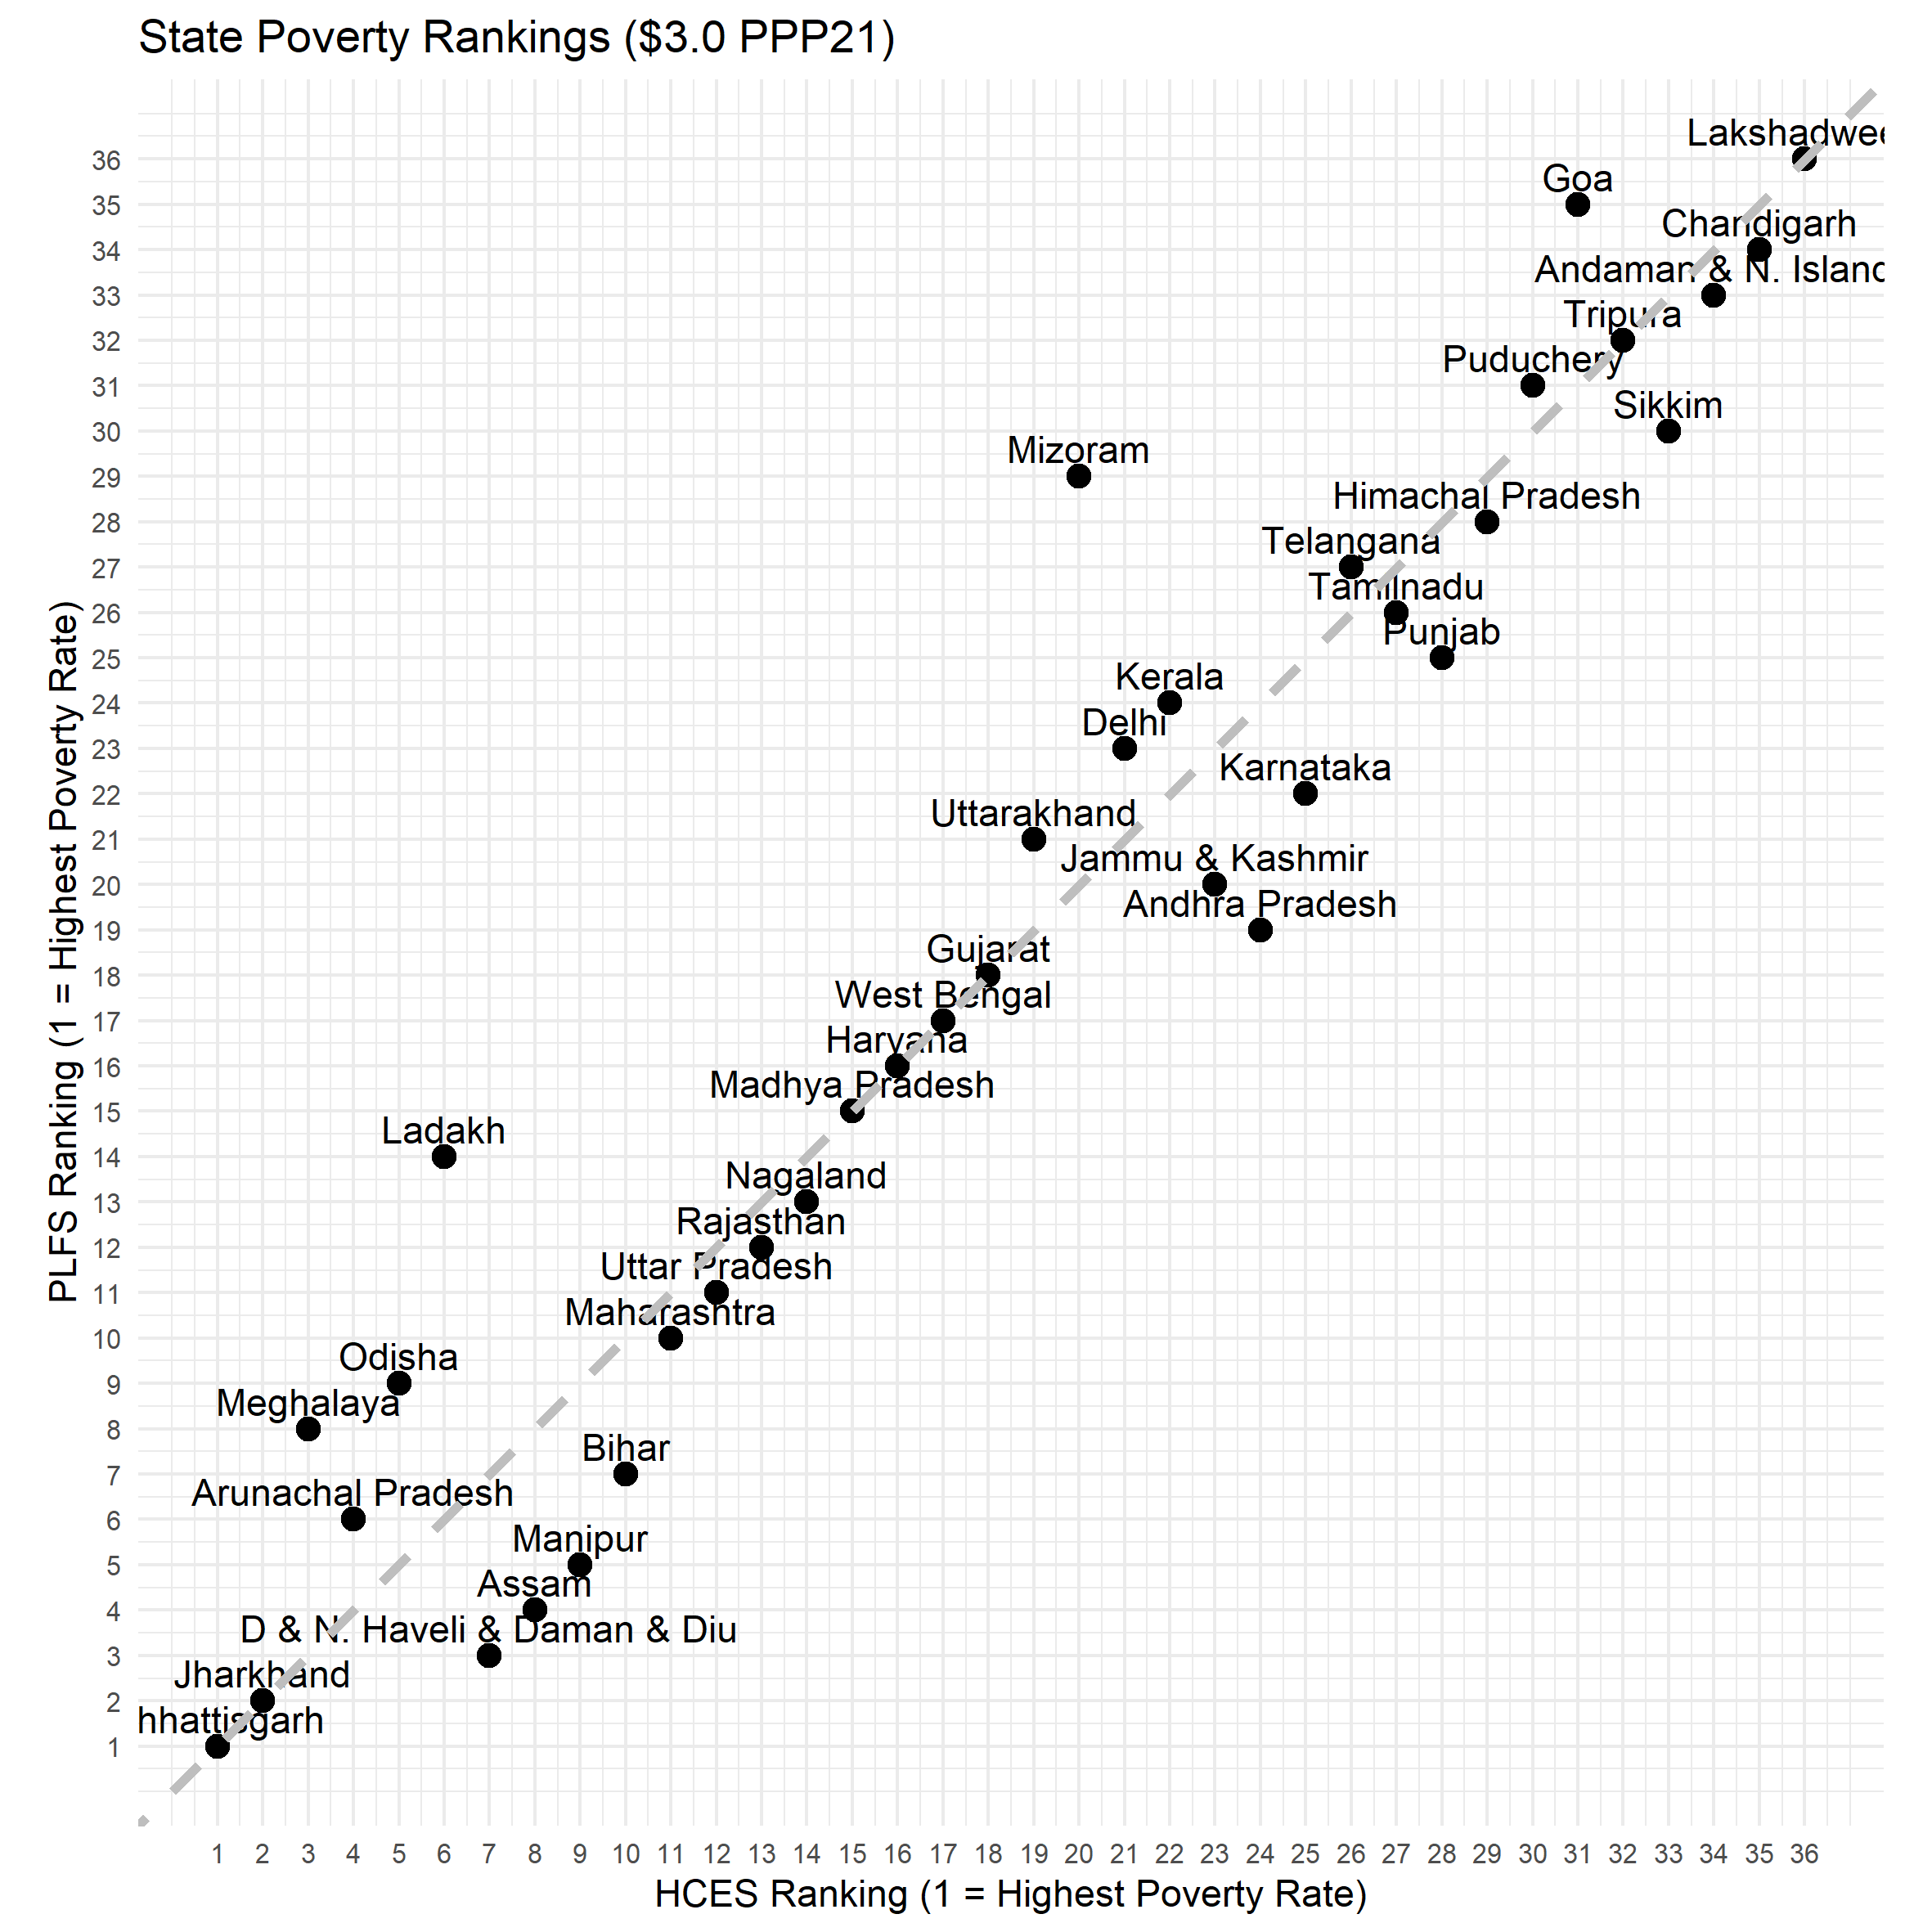 State Poverty Rankings ($3.0 PPP21)
PLFS Ranking (1 = Highest Poverty Rate)
36
35
34
33
32
31
30
29
28
27
26
25
24
23
22
21
20
19
18
17
16
15
14
13
12
11
10
9
8
7
6
5
4
3
2
1
Lakshadwee
Goa
Chandigarh
Andaman & N. Island
Tripura
Puduchery
Sikkim
Mizoram
Himachal Pradesh
Telangana
Tamilnadu
Punjab
Kerala
Delhi
Karnataka
Uttarakhand
Jammu & Kashmir
Andhra Pradesh
Gujarat
West Bengal
Haryana
Madhya Pradesh
Ladakh
Nagaland
Rajasthan
Uttar Pradesh
Maharashtra
Odisha
Meghalaya
Bihar
Arunachal Pradesh
Manipur
Assam
D & N. Haveli & Daman & Diu
Jharkhand
hhattisgarh
1 2 3 4 5 6 7 8 9 10 11 12 13 14 15 16 17 18 19 20 21 22 23 24 25 26 27 28 29 30 31 32 33 34 35 36
HCES Ranking (1 = Highest Poverty Rate)